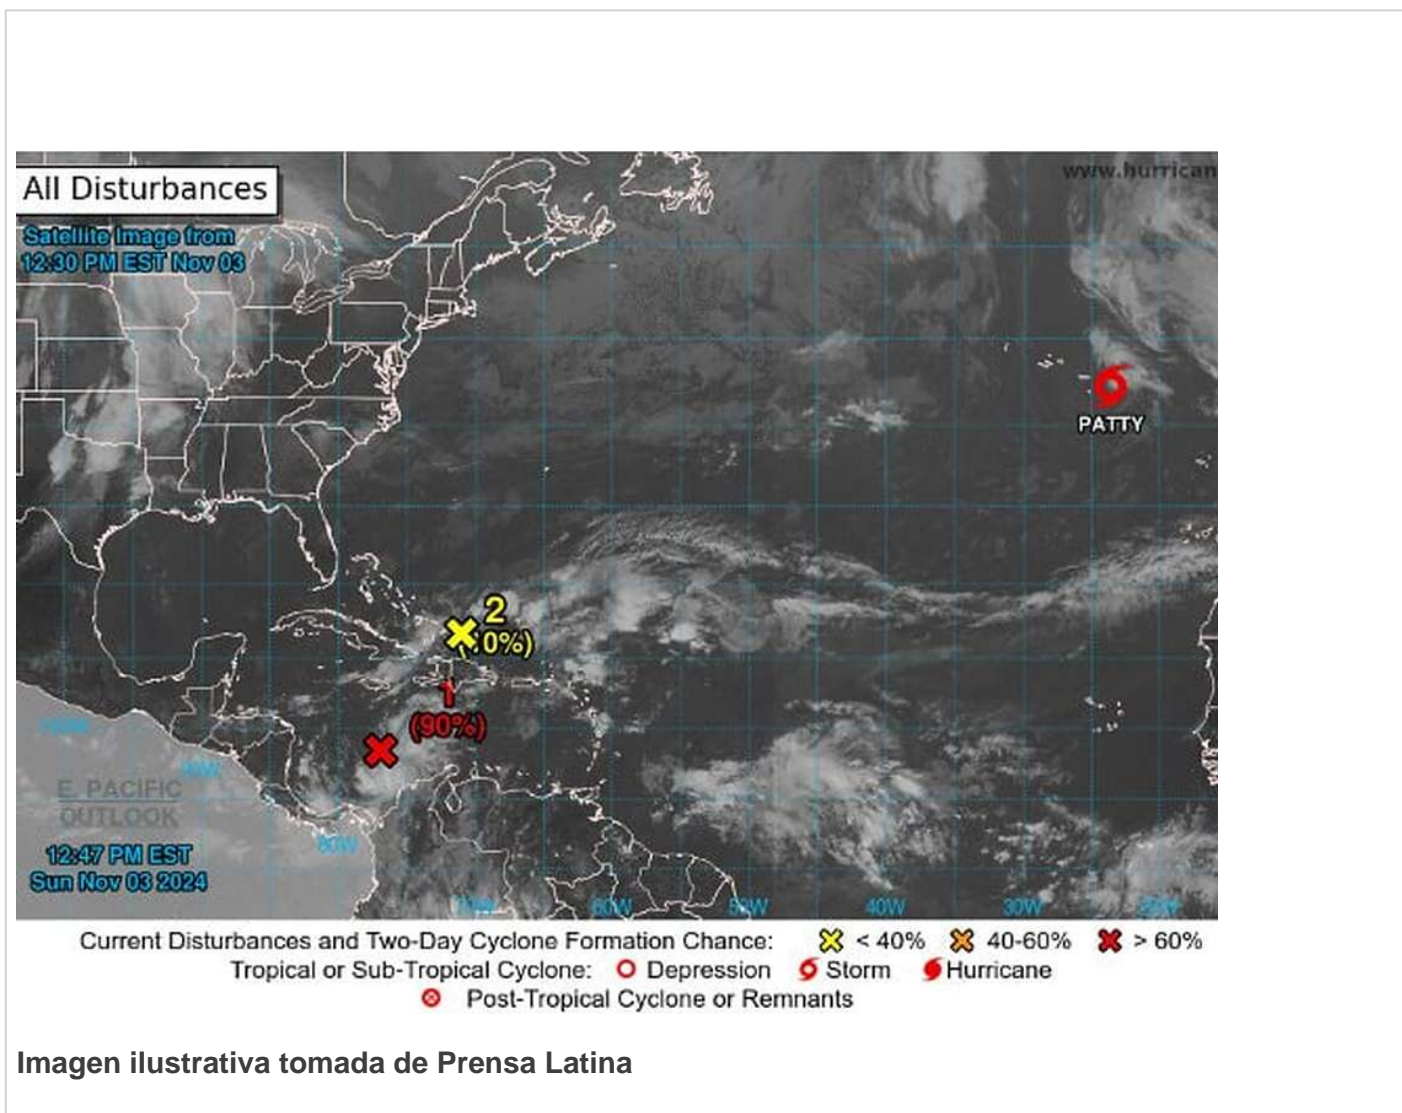 All Disturbances
www.hurrican
Satellite Image from
12:30 PM EST Nov 03
PATTY
2
0%)
1
(90%)
E. PACIFIC
OUTLOOK
80W
12:47 PM EST
Sun Nov 03 2024
60W
50W
40W
30W
Current Disturbances and Two-Day Cyclone Formation Chance: < 40% 40-60% > 60%
Tropical or Sub-Tropical Cyclone: Depression Storm Hurricane
Post-Tropical Cyclone or Remnants
Imagen ilustrativa tomada de Prensa Latina